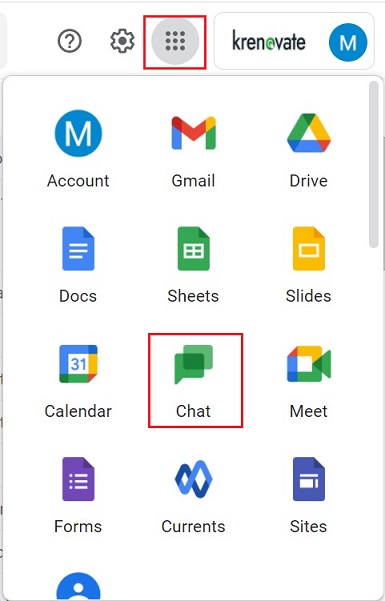 krenovate M
M
Account Gmail Drive
Docs Sheets Slides
31
Calendar Chat Meet
Forms Currents Sites